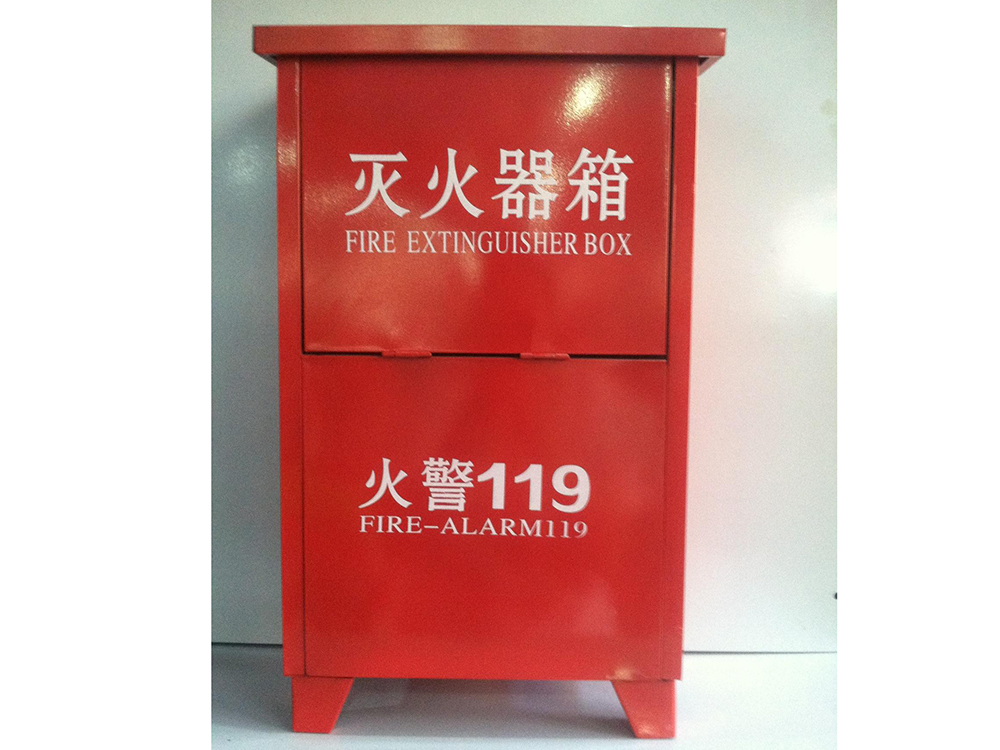 灭火器箱
FIRE EXTINGUISHER BOX
火警119
FIRE-ALARM119